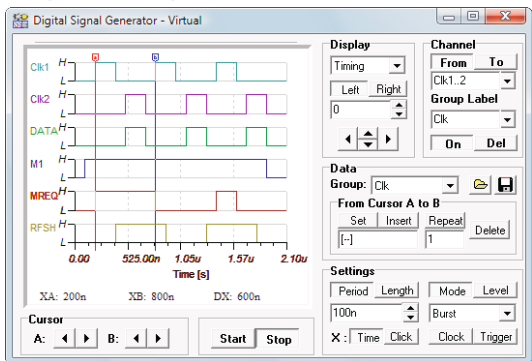 Digital Signal Generator - Virtual
a b
Clk1 H L
Clk2 H L
DATA H L
M1 H L
MREQ H L
RFSH H L
0.00 525.00n 1.05u 1.57u 2.10u
Time [s]
XA: 200n XB: 800n DX: 600n
Cursor
A: B:
Start Stop
Display
Timing
Left Right
0
Channel
From To
Clk1..2
Group Label
Clk
On Del
Data
Group: Clk
From Cursor A to B
Set Insert Repeat
[--] 1 Delete
Settings
Period Length Mode Level
100n Burst
X : Time Click Clock Trigger